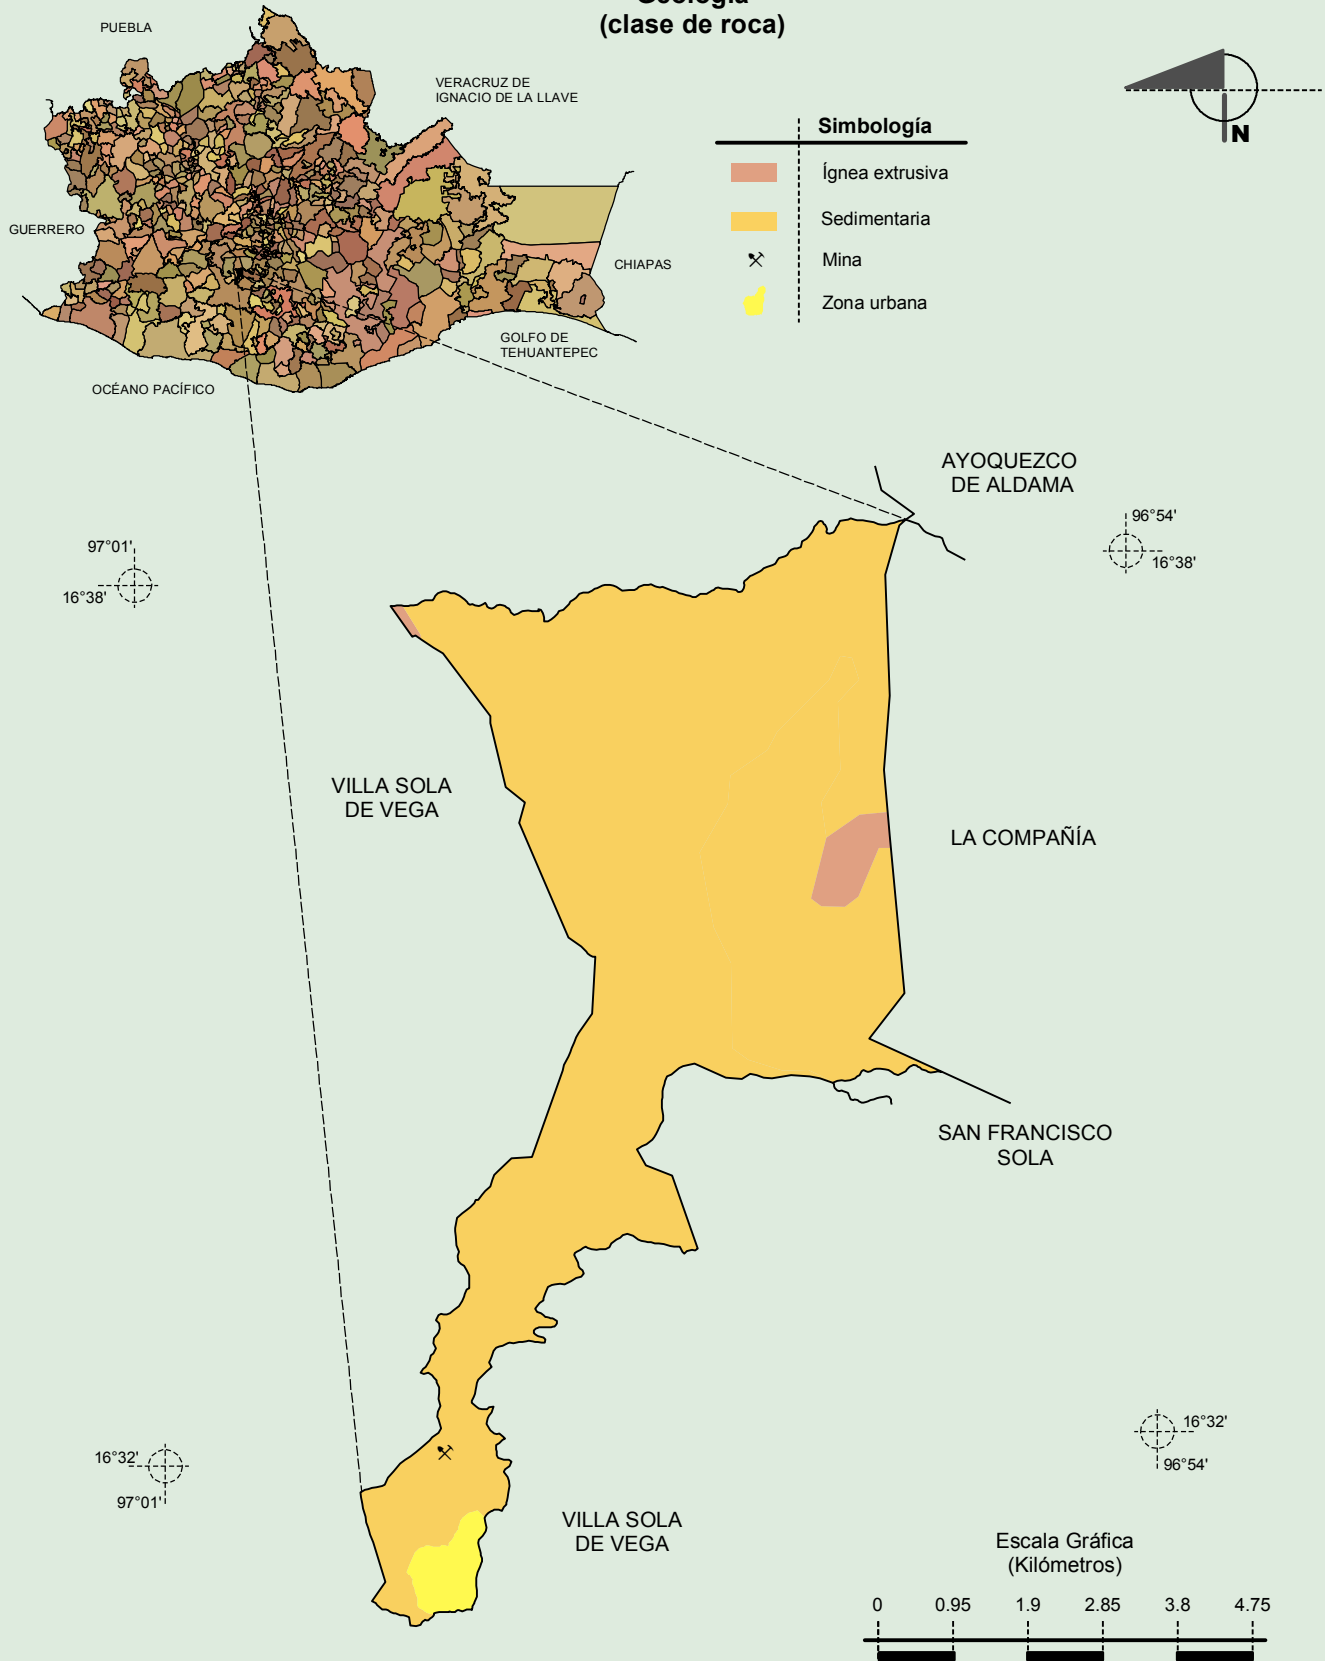 Geología
(clase de roca)
PUEBLA
VERACRUZ DE
IGNACIO DE LA LLAVE
GUERRERO
CHIAPAS
GOLFO DE
TEHUANTEPEC
OCÉANO PACÍFICO
N
Simbología
Ígnea extrusiva
Sedimentaria
Mina
Zona urbana
AYOQUEZCO
DE ALDAMA
97°01'
16°38'
96°54'
16°38'
VILLA SOLA
DE VEGA
LA COMPAÑÍA
SAN FRANCISCO
SOLA
16°32'
97°01'
16°32'
96°54'
VILLA SOLA
DE VEGA
Escala Gráfica
(Kilómetros)
0 0.95 1.9 2.85 3.8 4.75